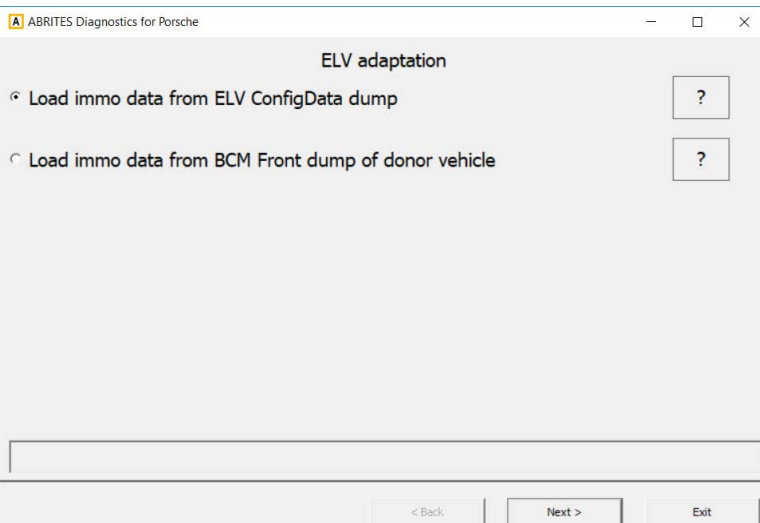 A ABRITES Diagnostics for Porsche
ELV adaptation
Load immo data from ELV ConfigData dump
?
Load immo data from BCM Front dump of donor vehicle
?
< Back
Next >
Exit